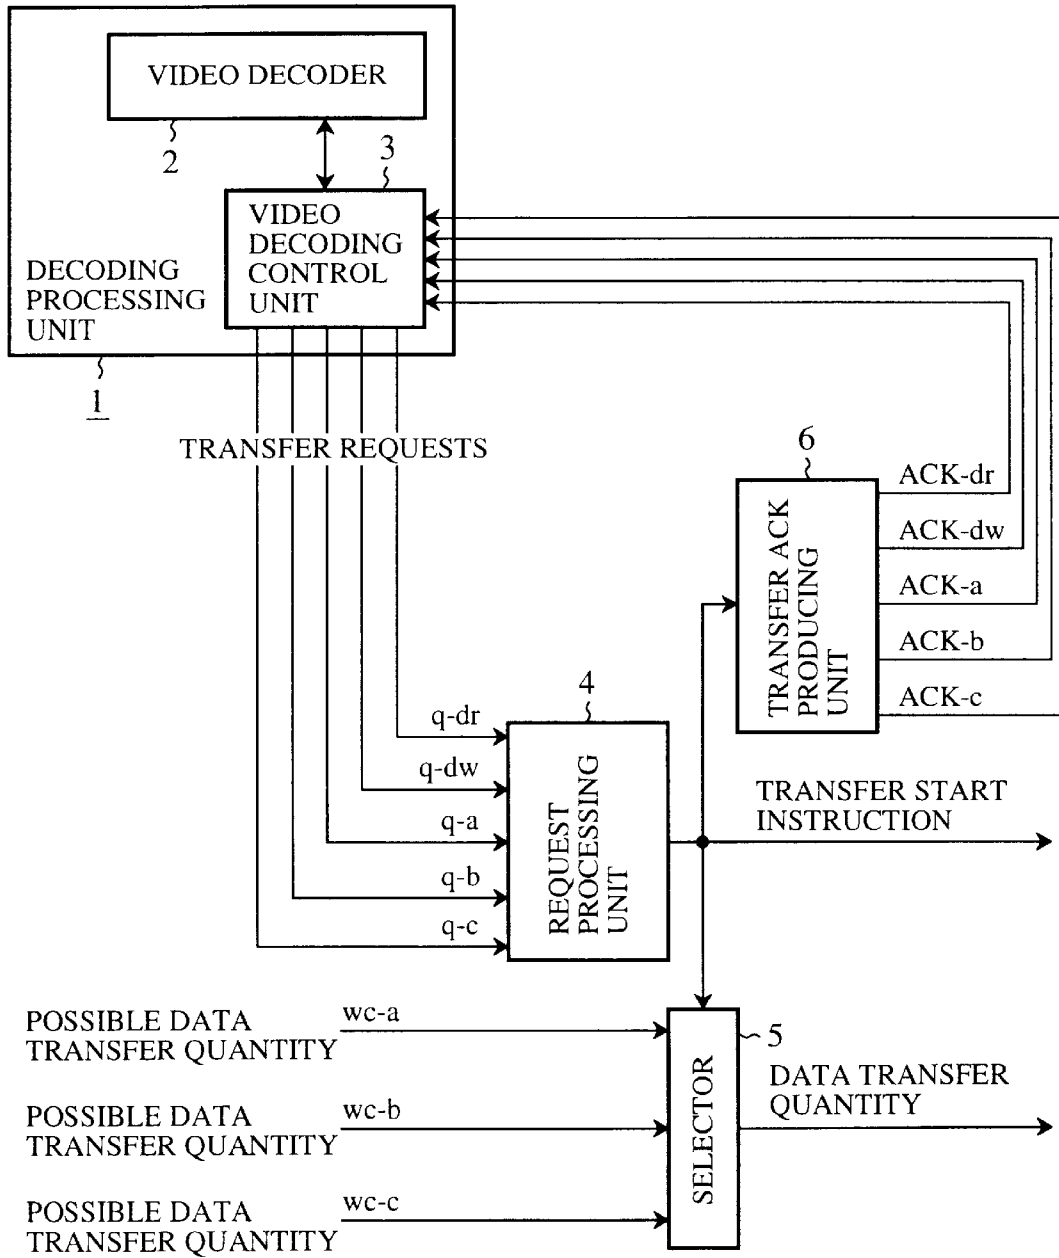 VIDEO DECODER
2
3
VIDEO
DECODING
CONTROL
UNIT
DECODING
PROCESSING
UNIT
1
TRANSFER REQUESTS
6
TRANSFER ACK
PRODUCING
UNIT
ACK-dr
ACK-dw
ACK-a
ACK-b
ACK-c
4
q-dr
q-dw
q-a
q-b
q-c
REQUEST
PROCESSING
UNIT
TRANSFER START
INSTRUCTION
POSSIBLE DATA
TRANSFER QUANTITY
wc-a
POSSIBLE DATA
TRANSFER QUANTITY
wc-b
POSSIBLE DATA
TRANSFER QUANTITY
wc-c
5
SELECTOR
DATA TRANSFER
QUANTITY